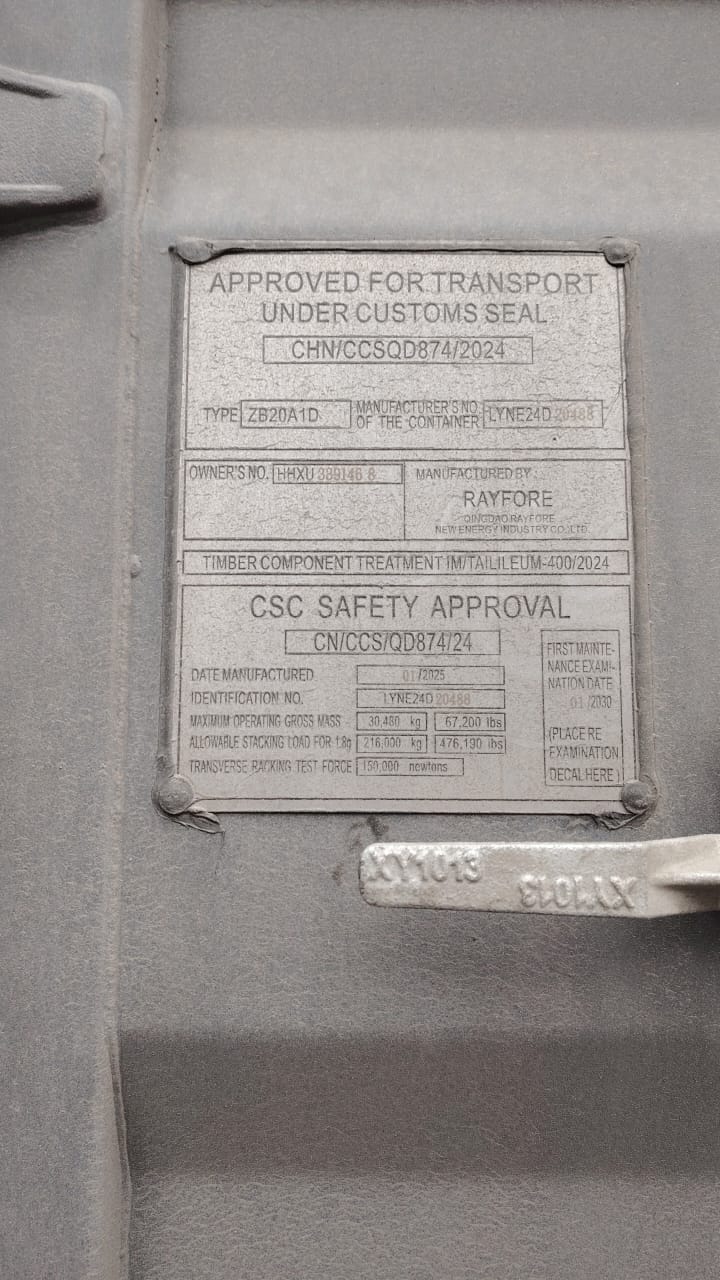 APPROVED FOR TRANSPORT
UNDER CUSTOMS SEAL
CHN/CCSQD874/2024
TYPE ZB20A1D MANUFACTURER'S NO. OF THE CONTAINER LYNE24D 20488
OWNER'S NO. HHXU 389146 8
MANUFACTURED BY:
RAYFORE
QINGDAO RAYFORE
NEW ENERGY INDUSTRY CO.,LTD.
TIMBER COMPONENT TREATMENT IM/TAILILEUM-400/2024
CSC SAFETY APPROVAL
CN/CCS/QD874/24
DATE MANUFACTURED 01/2025
IDENTIFICATION NO. LYNE24D 20488
MAXIMUM OPERATING GROSS MASS 30,480 kg 67,200 lbs
ALLOWABLE STACKING LOAD FOR 1.8g 216,000 kg 476,190 lbs
TRANSVERSE RACKING TEST FORCE 150,000 newtons
FIRST MAINTE-
NANCE EXAMI-
NATION DATE
01/2030
(PLACE RE
EXAMINATION
DECAL HERE)
XY1013 XY1013